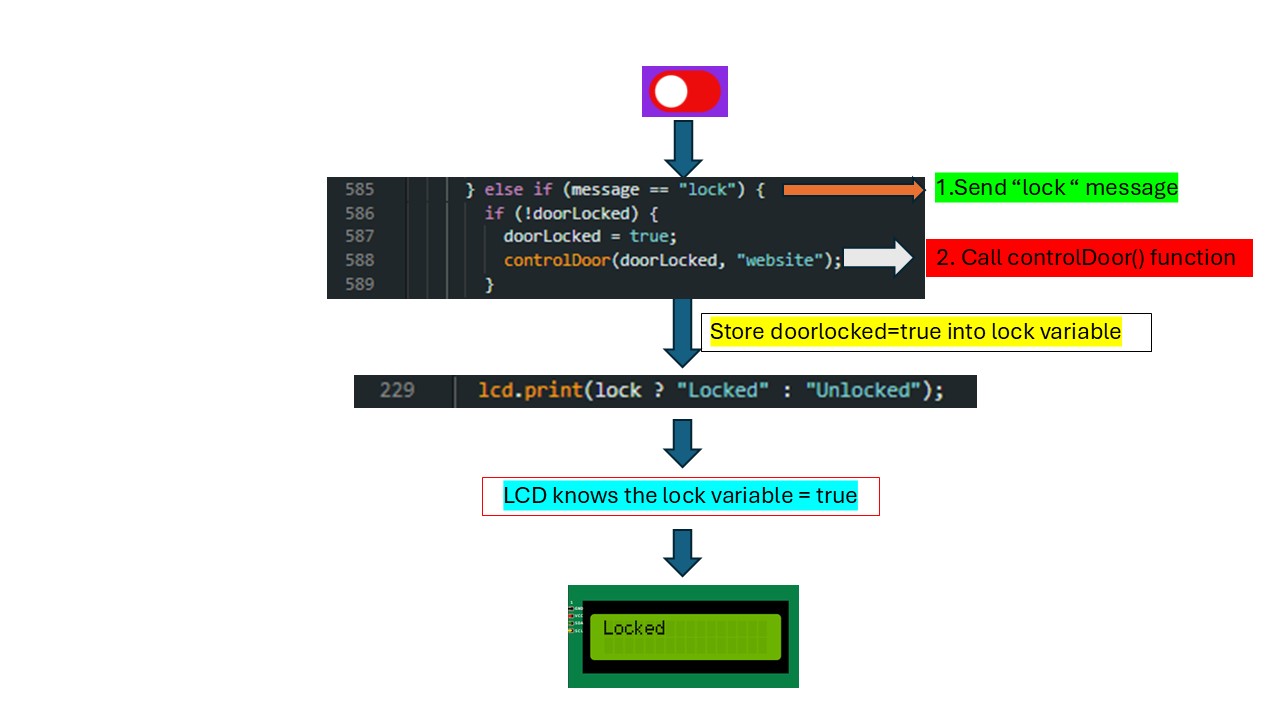 585 } else if (message == "lock") {
1.Send “lock “ message
586 if (!doorLocked) {
587 doorLocked = true;
588 controlDoor(doorLocked, "website");
2. Call controlDoor() function
589 }
Store doorlocked=true into lock variable
229 lcd.print(lock ? "Locked" : "Unlocked");
LCD knows the lock variable = true
Locked